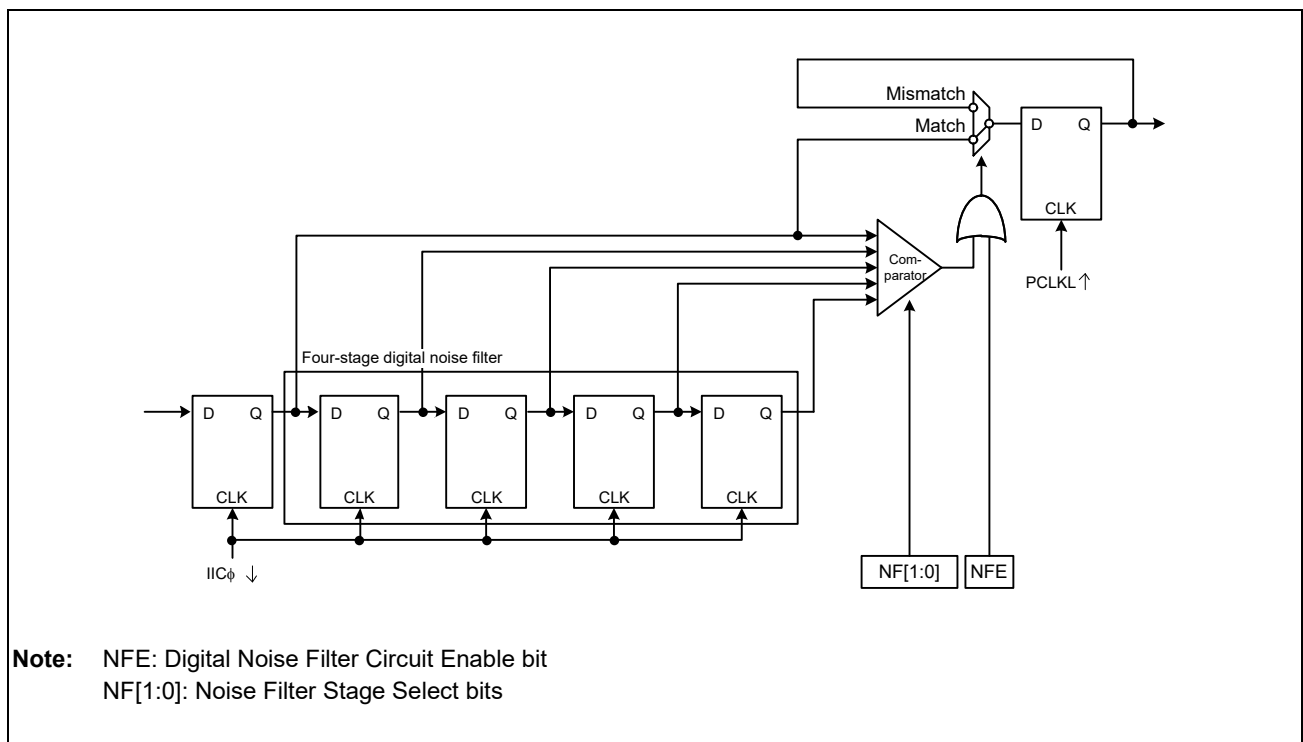 Mismatch
Match
D Q
CLK
PCLKL↑
Com-
parator
Four-stage digital noise filter
D Q
CLK
D Q
CLK
D Q
CLK
D Q
CLK
D Q
CLK
IICϕ ↓
NF[1:0]
NFE
Note: NFE: Digital Noise Filter Circuit Enable bit
NF[1:0]: Noise Filter Stage Select bits